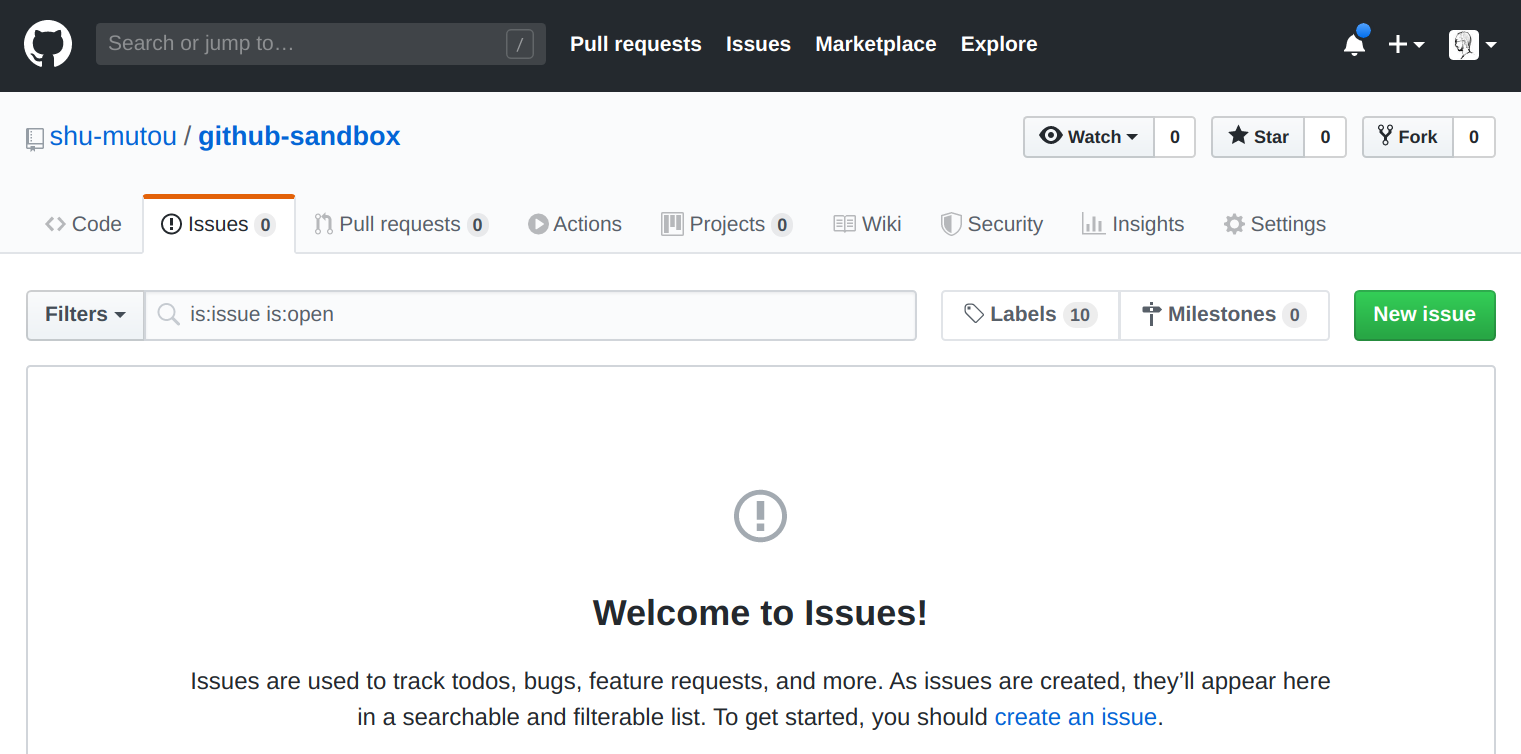 Search or jump to… /
Pull requests Issues Marketplace Explore
shu-mutou / github-sandbox
Watch 0 Star 0 Fork 0
Code Issues 0 Pull requests 0 Actions Projects 0 Wiki Security Insights Settings
Filters is:issue is:open Labels 10 Milestones 0 New issue
Welcome to Issues!
Issues are used to track todos, bugs, feature requests, and more. As issues are created, they’ll appear here
in a searchable and filterable list. To get started, you should create an issue.